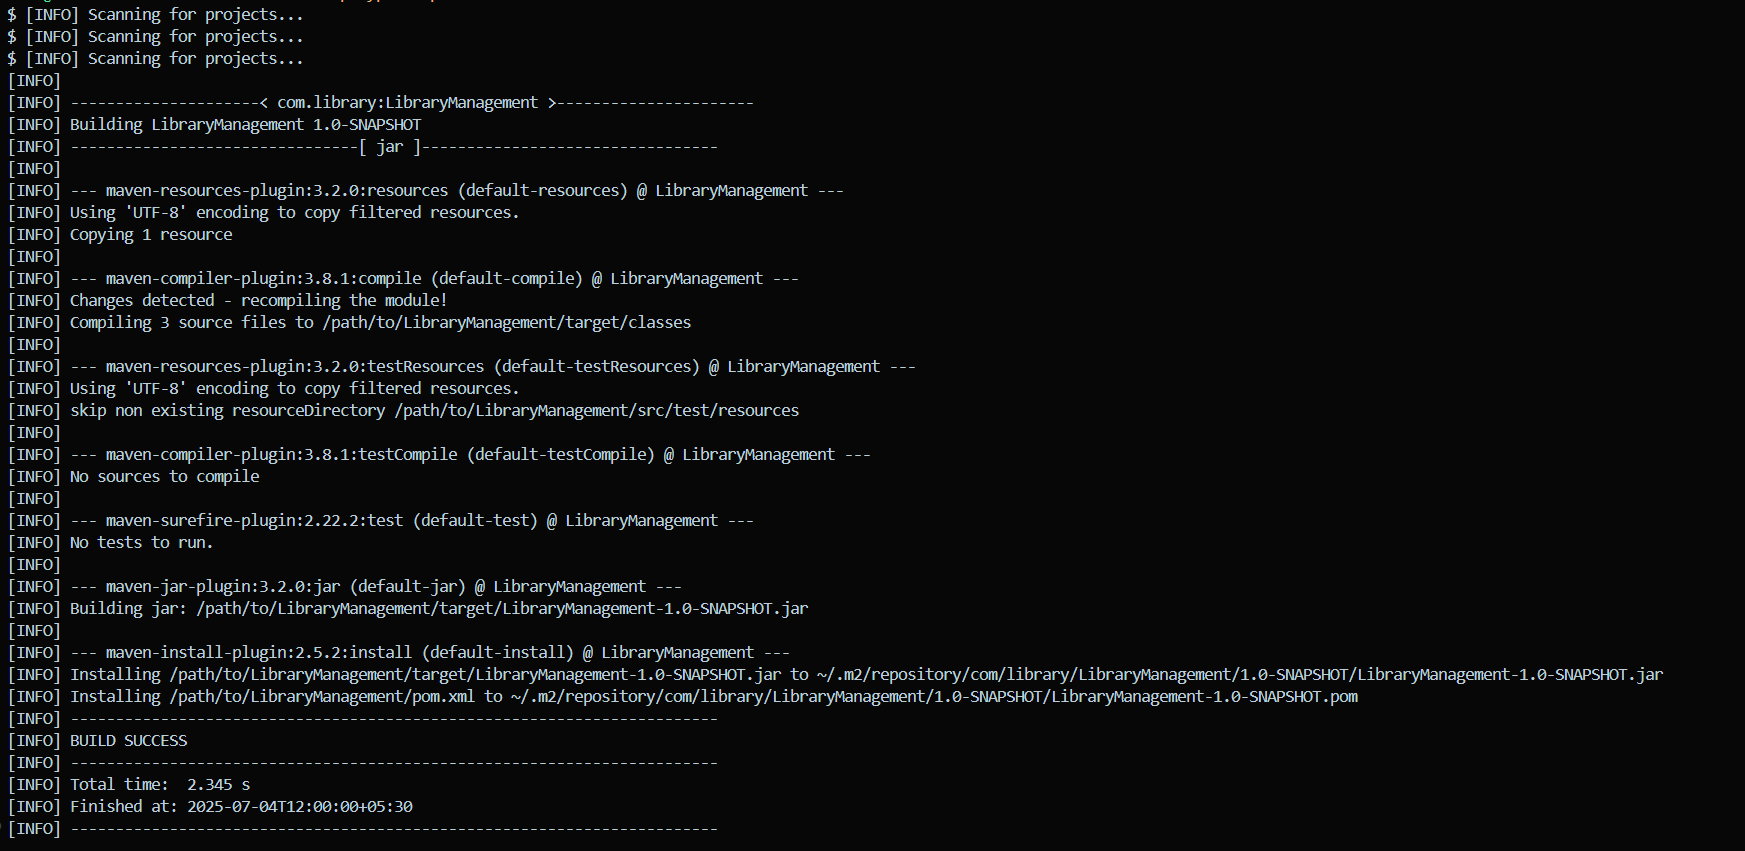 $ [INFO] Scanning for projects...
$ [INFO] Scanning for projects...
$ [INFO] Scanning for projects...
[INFO]
[INFO] ---------------------< com.library:LibraryManagement >----------------------
[INFO] Building LibraryManagement 1.0-SNAPSHOT
[INFO] --------------------------------[ jar ]---------------------------------
[INFO]
[INFO] --- maven-resources-plugin:3.2.0:resources (default-resources) @ LibraryManagement ---
[INFO] Using 'UTF-8' encoding to copy filtered resources.
[INFO] Copying 1 resource
[INFO]
[INFO] --- maven-compiler-plugin:3.8.1:compile (default-compile) @ LibraryManagement ---
[INFO] Changes detected - recompiling the module!
[INFO] Compiling 3 source files to /path/to/LibraryManagement/target/classes
[INFO]
[INFO] --- maven-resources-plugin:3.2.0:testResources (default-testResources) @ LibraryManagement ---
[INFO] Using 'UTF-8' encoding to copy filtered resources.
[INFO] skip non existing resourceDirectory /path/to/LibraryManagement/src/test/resources
[INFO]
[INFO] --- maven-compiler-plugin:3.8.1:testCompile (default-testCompile) @ LibraryManagement ---
[INFO] No sources to compile
[INFO]
[INFO] --- maven-surefire-plugin:2.22.2:test (default-test) @ LibraryManagement ---
[INFO] No tests to run.
[INFO]
[INFO] --- maven-jar-plugin:3.2.0:jar (default-jar) @ LibraryManagement ---
[INFO] Building jar: /path/to/LibraryManagement/target/LibraryManagement-1.0-SNAPSHOT.jar
[INFO]
[INFO] --- maven-install-plugin:2.5.2:install (default-install) @ LibraryManagement ---
[INFO] Installing /path/to/LibraryManagement/target/LibraryManagement-1.0-SNAPSHOT.jar to ~/.m2/repository/com/library/LibraryManagement/1.0-SNAPSHOT/LibraryManagement-1.0-SNAPSHOT.jar
[INFO] Installing /path/to/LibraryManagement/pom.xml to ~/.m2/repository/com/library/LibraryManagement/1.0-SNAPSHOT/LibraryManagement-1.0-SNAPSHOT.pom
[INFO] ------------------------------------------------------------------------
[INFO] BUILD SUCCESS
[INFO] ------------------------------------------------------------------------
[INFO] Total time:  2.345 s
[INFO] Finished at: 2025-07-04T12:00:00+05:30
[INFO] ------------------------------------------------------------------------